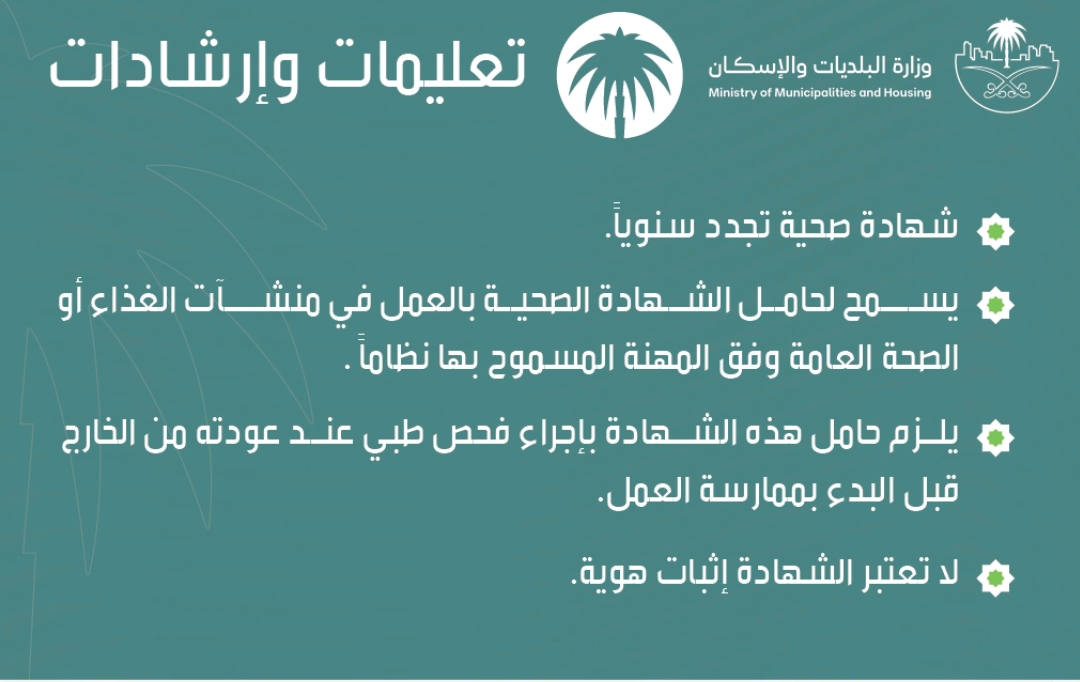 وزارة البلديات والإسكان
Ministry of Municipalities and Housing
تعليمات وإرشادات
شهادة صحية تجدد سنوياً.
يسمح لحامل الشهادة الصحية بالعمل في منشآت الغذاء أو
الصحة العامة وفق المهنة المسموح بها نظاماً .
يلزم حامل هذه الشهادة بإجراء فحص طبي عند عودته من الخارج
قبل البدء بممارسة العمل.
لا تعتبر الشهادة إثبات هوية.